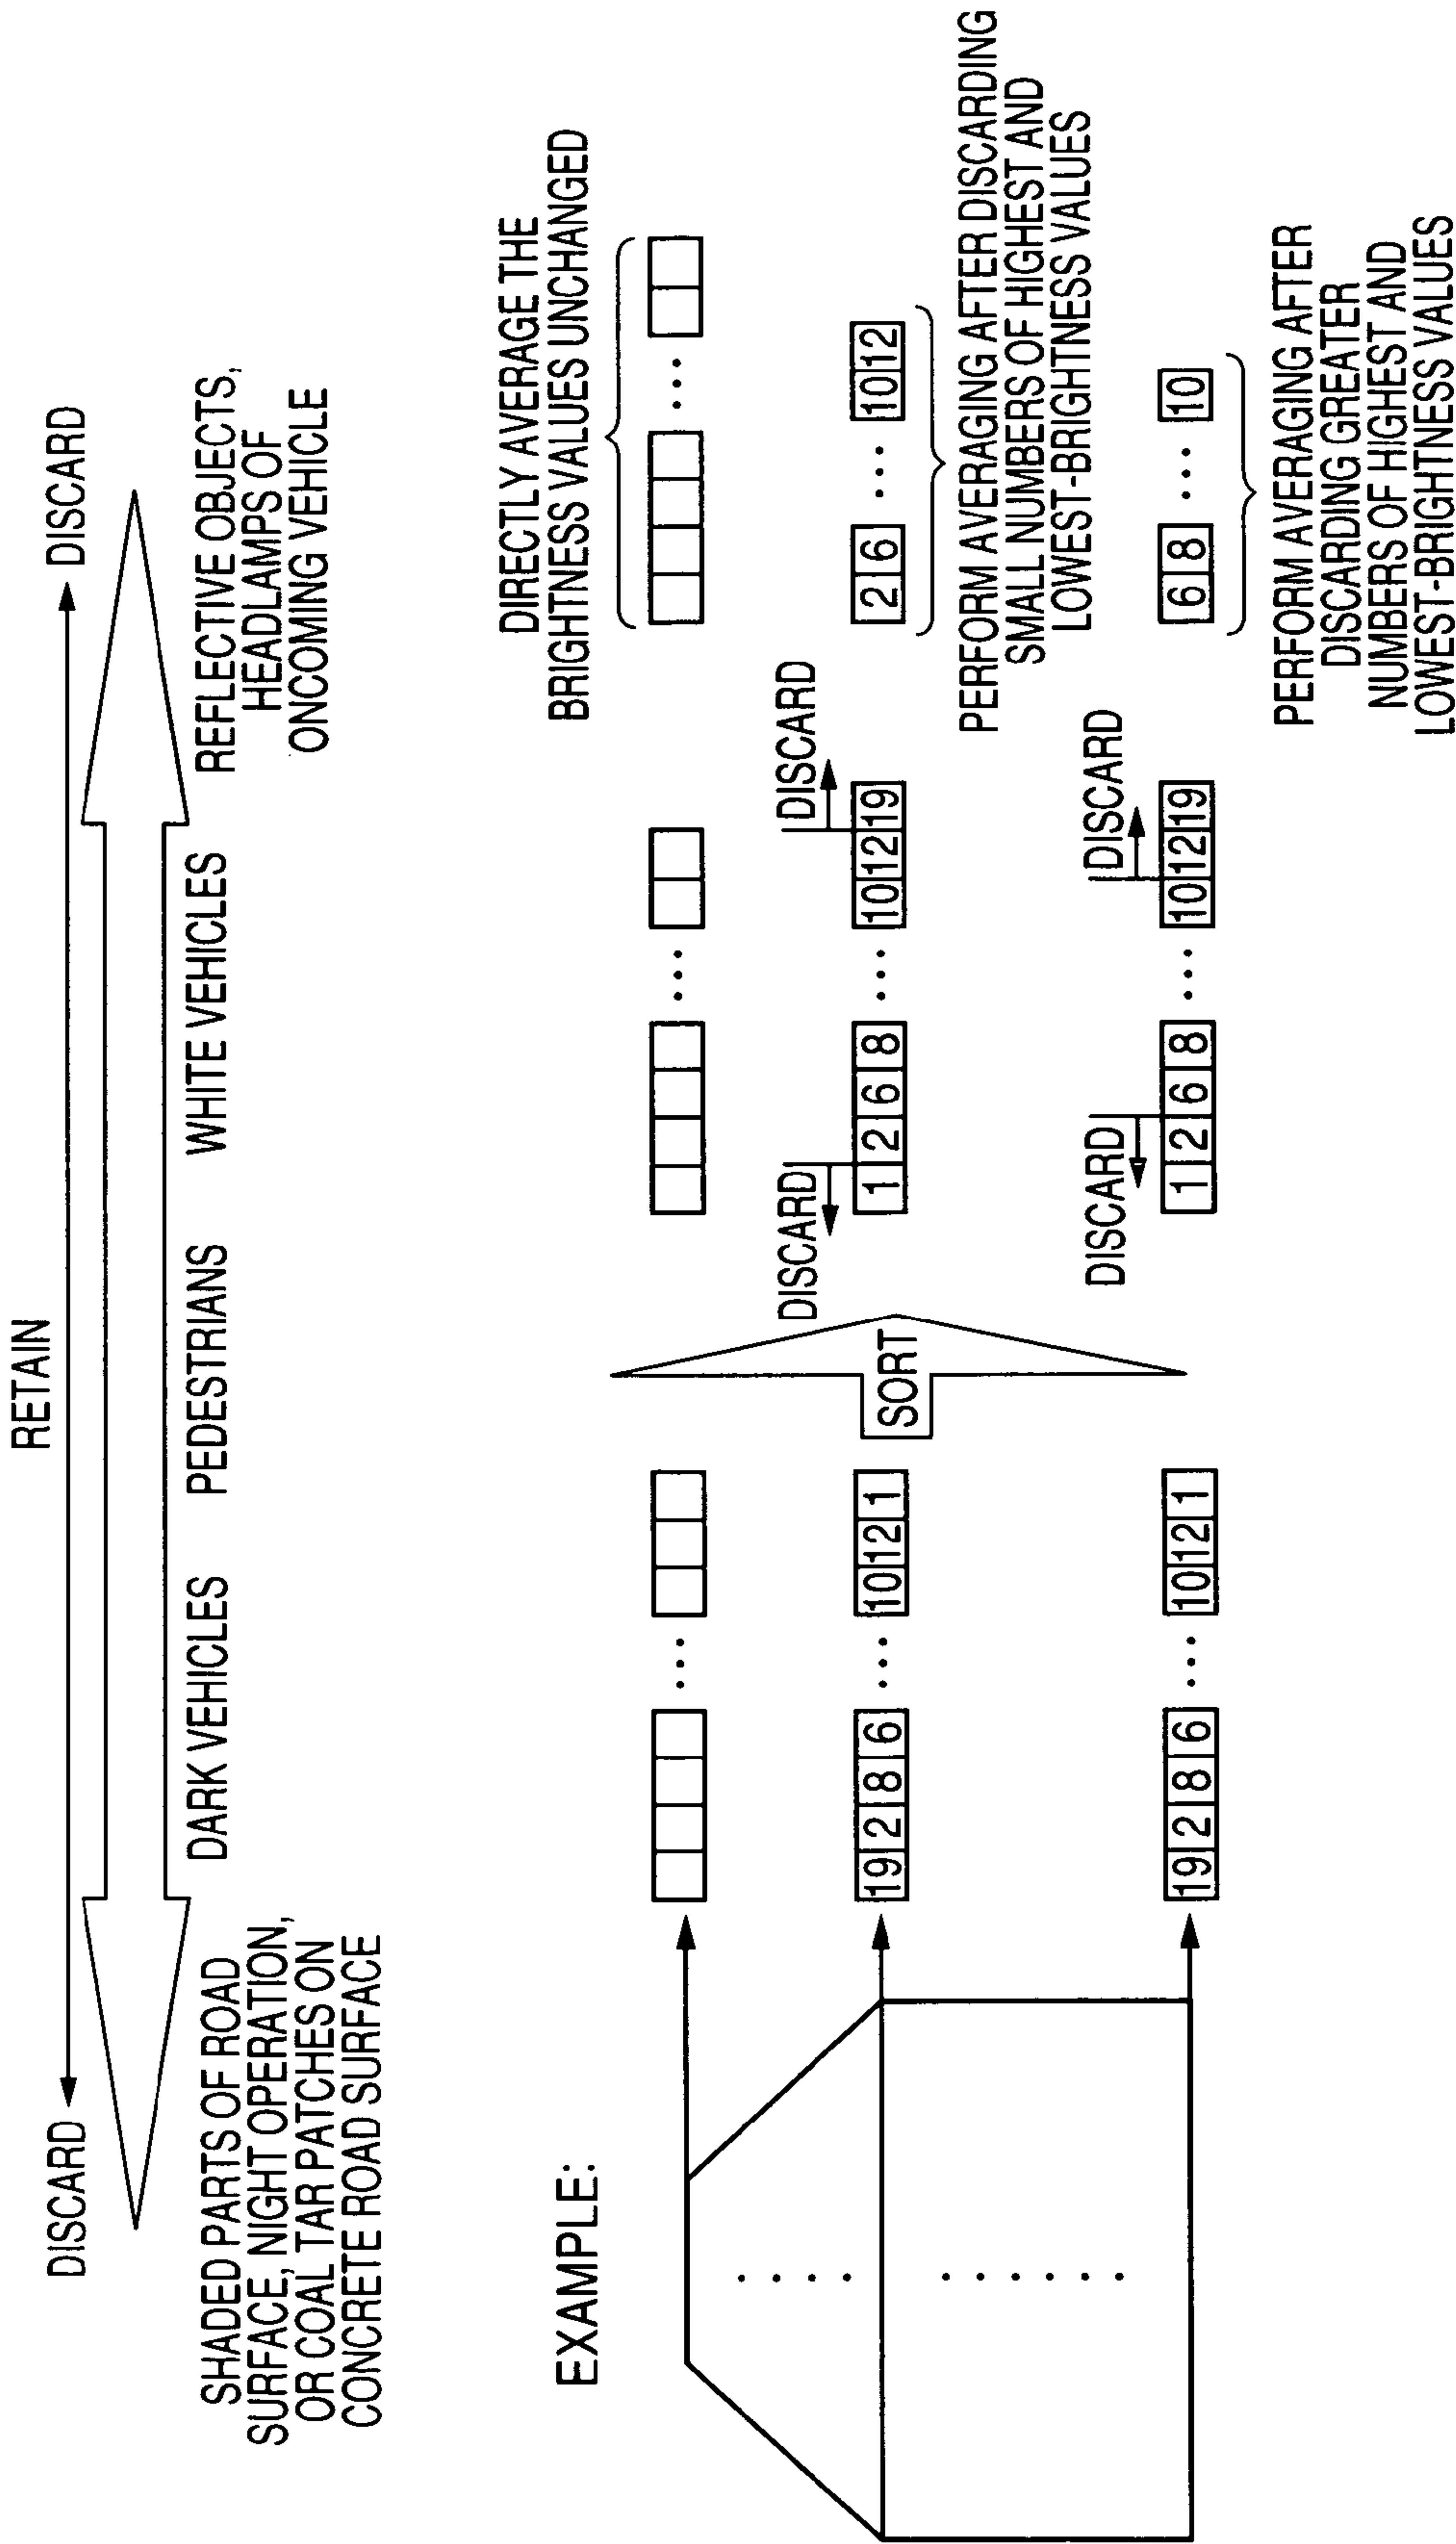 RETAIN
DISCARD
DISCARD
SHADED PARTS OF ROAD
SURFACE, NIGHT OPERATION,
OR COAL TAR PATCHES ON
CONCRETE ROAD SURFACE
DARK VEHICLES
PEDESTRIANS
WHITE VEHICLES
REFLECTIVE OBJECTS,
HEADLAMPS OF
ONCOMING VEHICLE
EXAMPLE:
DIRECTLY AVERAGE THE
BRIGHTNESS VALUES UNCHANGED
SORT
DISCARD
DISCARD
19 2 8 6 ... 10 12 1
1 2 6 8 ... 10 12 19
2 6 ... 10 12
PERFORM AVERAGING AFTER DISCARDING
SMALL NUMBERS OF HIGHEST AND
LOWEST-BRIGHTNESS VALUES
DISCARD
DISCARD
19 2 8 6 ... 10 12 1
1 2 6 8 ... 10 12 19
6 8 ... 10
PERFORM AVERAGING AFTER
DISCARDING GREATER
NUMBERS OF HIGHEST AND
LOWEST-BRIGHTNESS VALUES